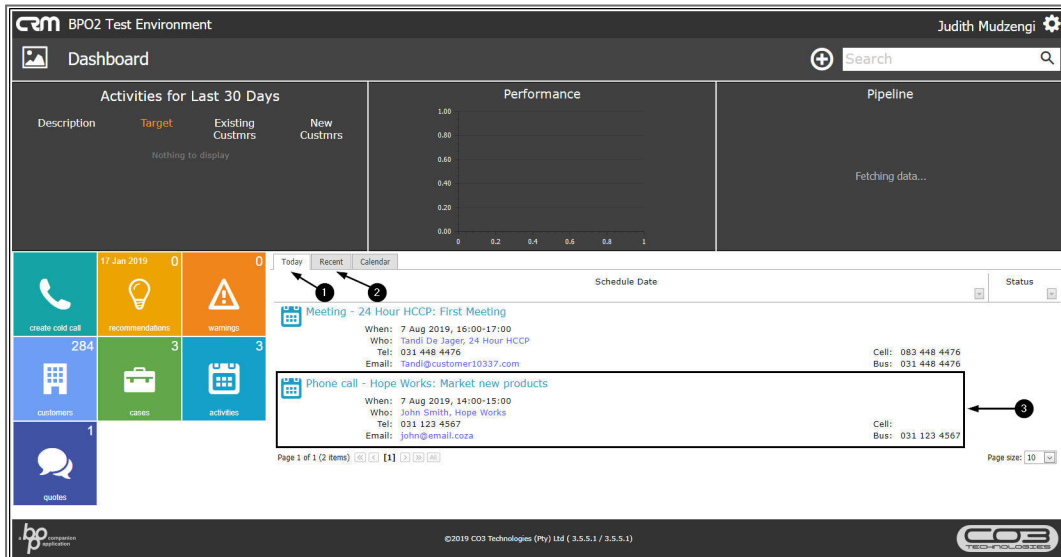 CRM BPO2 Test Environment
Judith Mudzengi
Dashboard
Search
Activities for Last 30 Days
Description Target Existing Custmrs New Custmrs
Nothing to display
Performance
1.00
0.80
0.60
0.40
0.20
0.00
0 0.2 0.4 0.6 0.8 1
Pipeline
Fetching data...
create cold call
17 Jan 2019 0
recommendations
0
warnings
284
customers
3
cases
3
activities
1
quotes
Today Recent Calendar
1 2
Schedule Date Status
Meeting - 24 Hour HCCP: First Meeting
When: 7 Aug 2019, 16:00-17:00
Who: Tandi De Jager, 24 Hour HCCP
Tel: 031 448 4476 Cell: 083 448 4476
Email: Tandi@customer10337.com Bus: 031 448 4476
Phone call - Hope Works: Market new products
When: 7 Aug 2019, 14:00-15:00
Who: John Smith, Hope Works
Tel: 031 123 4567 Cell:
Email: john@email.coza Bus: 031 123 4567
3
Page 1 of 1 (2 items) [1] All Page size: 10
a bp companion application
©2019 CO3 Technologies (Pty) Ltd ( 3.5.5.1 / 3.5.5.1)
CO3
TECHNOLOGIES